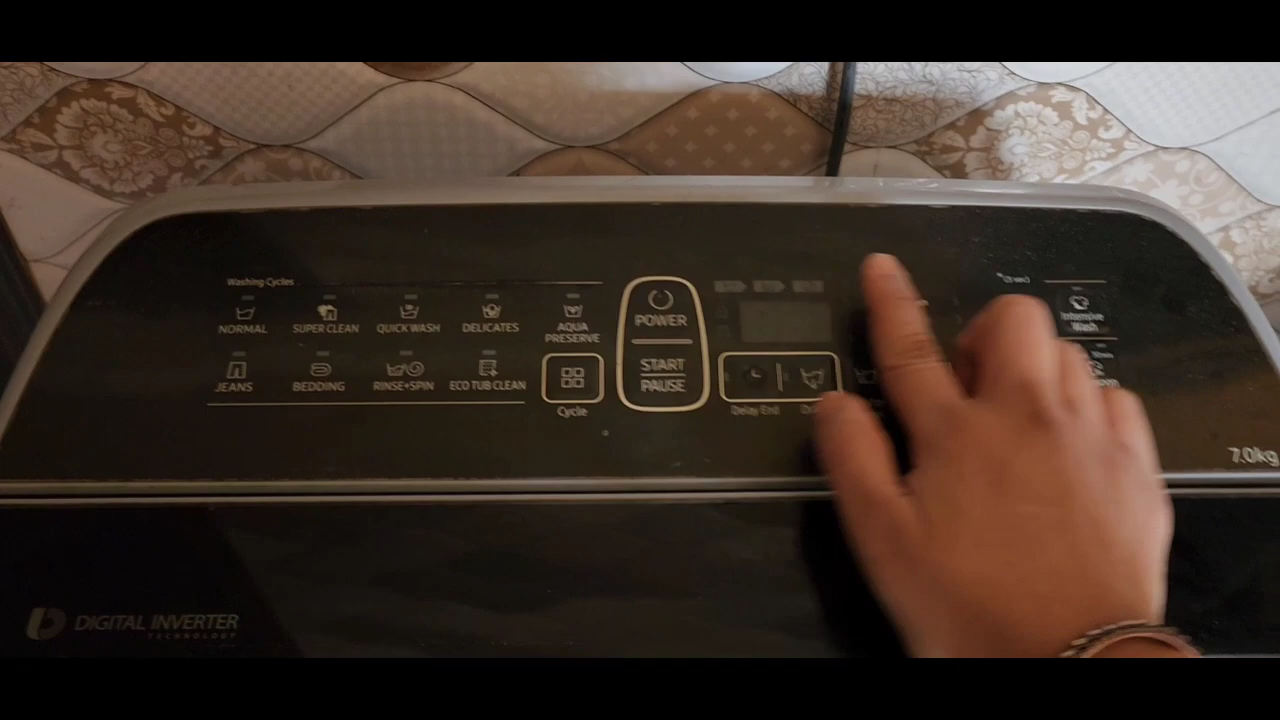 Washing Cycles
NORMAL
SUPER CLEAN
QUICK WASH
DELICATES
AQUA
PRESERVE
JEANS
BEDDING
RINSE+SPIN
ECO TUB CLEAN
Cycle
POWER
START
PAUSE
Delay End
Intensive
Wash
7.0kg
DIGITAL INVERTER
TECHNOLOGY